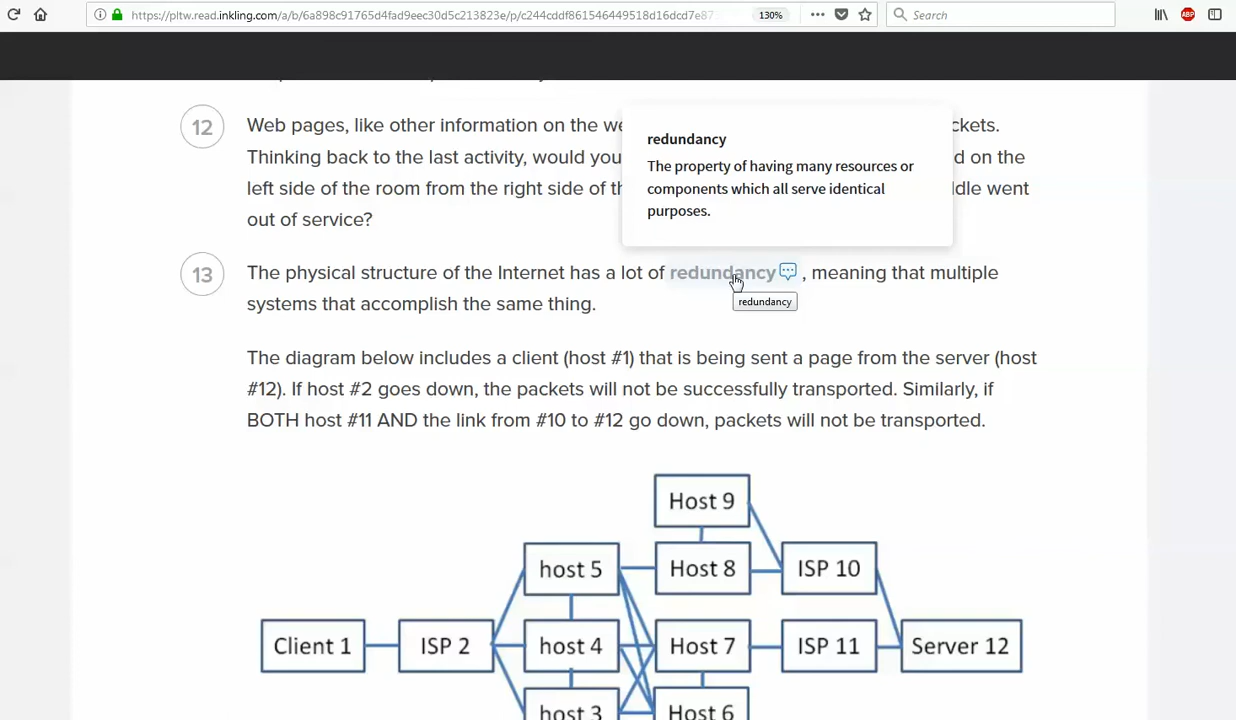 https://pltw.read.inkling.com/a/b/6a898c91765d4fad9eec30d5c213823e/p/c244cddf861546449518d16dcd7e87
130%
Search
ABP
12
Web pages, like other information on the we
ckets.
Thinking back to the last activity, would you
d on the
left side of the room from the right side of th
ddle went
out of service?
redundancy
The property of having many resources or
components which all serve identical
purposes.
13
The physical structure of the Internet has a lot of redundancy , meaning that multiple
systems that accomplish the same thing.
redundancy
The diagram below includes a client (host #1) that is being sent a page from the server (host
#12). If host #2 goes down, the packets will not be successfully transported. Similarly, if
BOTH host #11 AND the link from #10 to #12 go down, packets will not be transported.
Host 9
host 5
Host 8
ISP 10
Client 1
ISP 2
host 4
Host 7
ISP 11
Server 12
host 3
Host 6